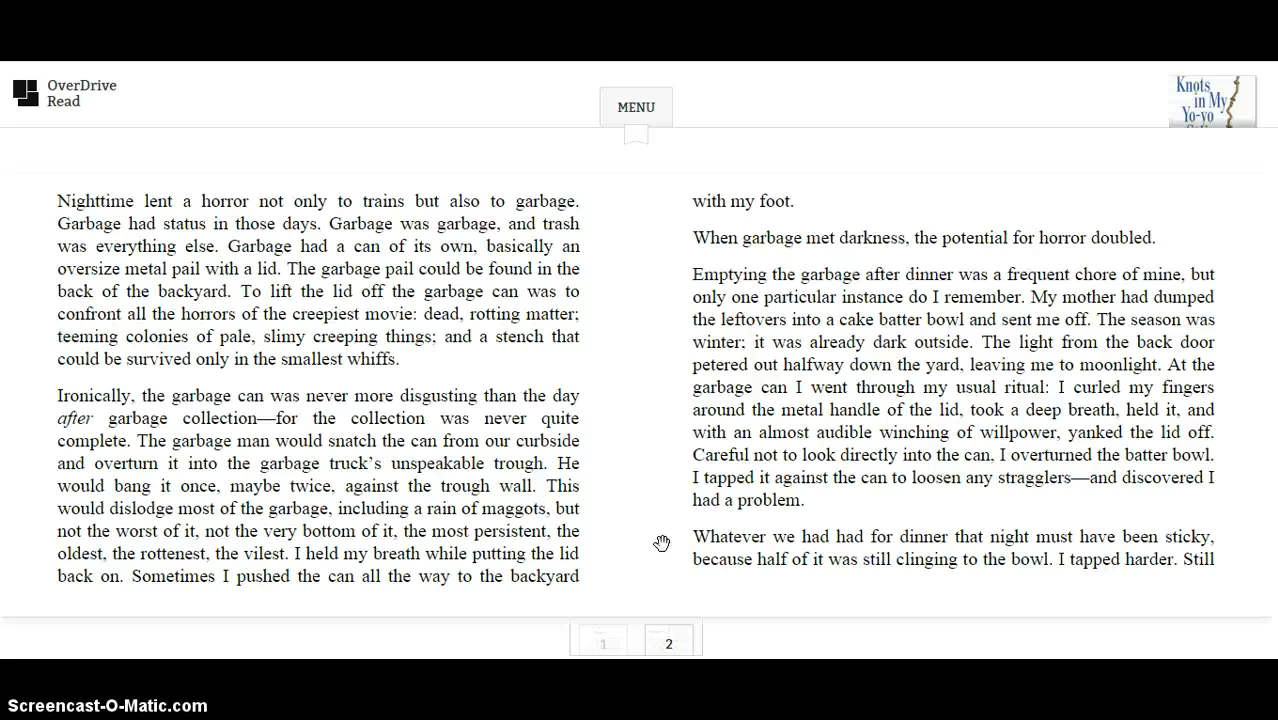 OverDrive
Read
MENU
Knots
in My
Yo-yo
Nighttime lent a horror not only to trains but also to garbage.
Garbage had status in those days. Garbage was garbage, and trash
was everything else. Garbage had a can of its own, basically an
oversize metal pail with a lid. The garbage pail could be found in the
back of the backyard. To lift the lid off the garbage can was to
confront all the horrors of the creepiest movie: dead, rotting matter;
teeming colonies of pale, slimy creeping things; and a stench that
could be survived only in the smallest whiffs.
Ironically, the garbage can was never more disgusting than the day
after garbage collection—for the collection was never quite
complete. The garbage man would snatch the can from our curbside
and overturn it into the garbage truck’s unspeakable trough. He
would bang it once, maybe twice, against the trough wall. This
would dislodge most of the garbage, including a rain of maggots, but
not the worst of it, not the very bottom of it, the most persistent, the
oldest, the rottenest, the vilest. I held my breath while putting the lid
back on. Sometimes I pushed the can all the way to the backyard
with my foot.
When garbage met darkness, the potential for horror doubled.
Emptying the garbage after dinner was a frequent chore of mine, but
only one particular instance do I remember. My mother had dumped
the leftovers into a cake batter bowl and sent me off. The season was
winter; it was already dark outside. The light from the back door
petered out halfway down the yard, leaving me to moonlight. At the
garbage can I went through my usual ritual: I curled my fingers
around the metal handle of the lid, took a deep breath, held it, and
with an almost audible winching of willpower, yanked the lid off.
Careful not to look directly into the can, I overturned the batter bowl.
I tapped it against the can to loosen any stragglers—and discovered I
had a problem.
Whatever we had had for dinner that night must have been sticky,
because half of it was still clinging to the bowl. I tapped harder. Still
1
2
Screencast-O-Matic.com